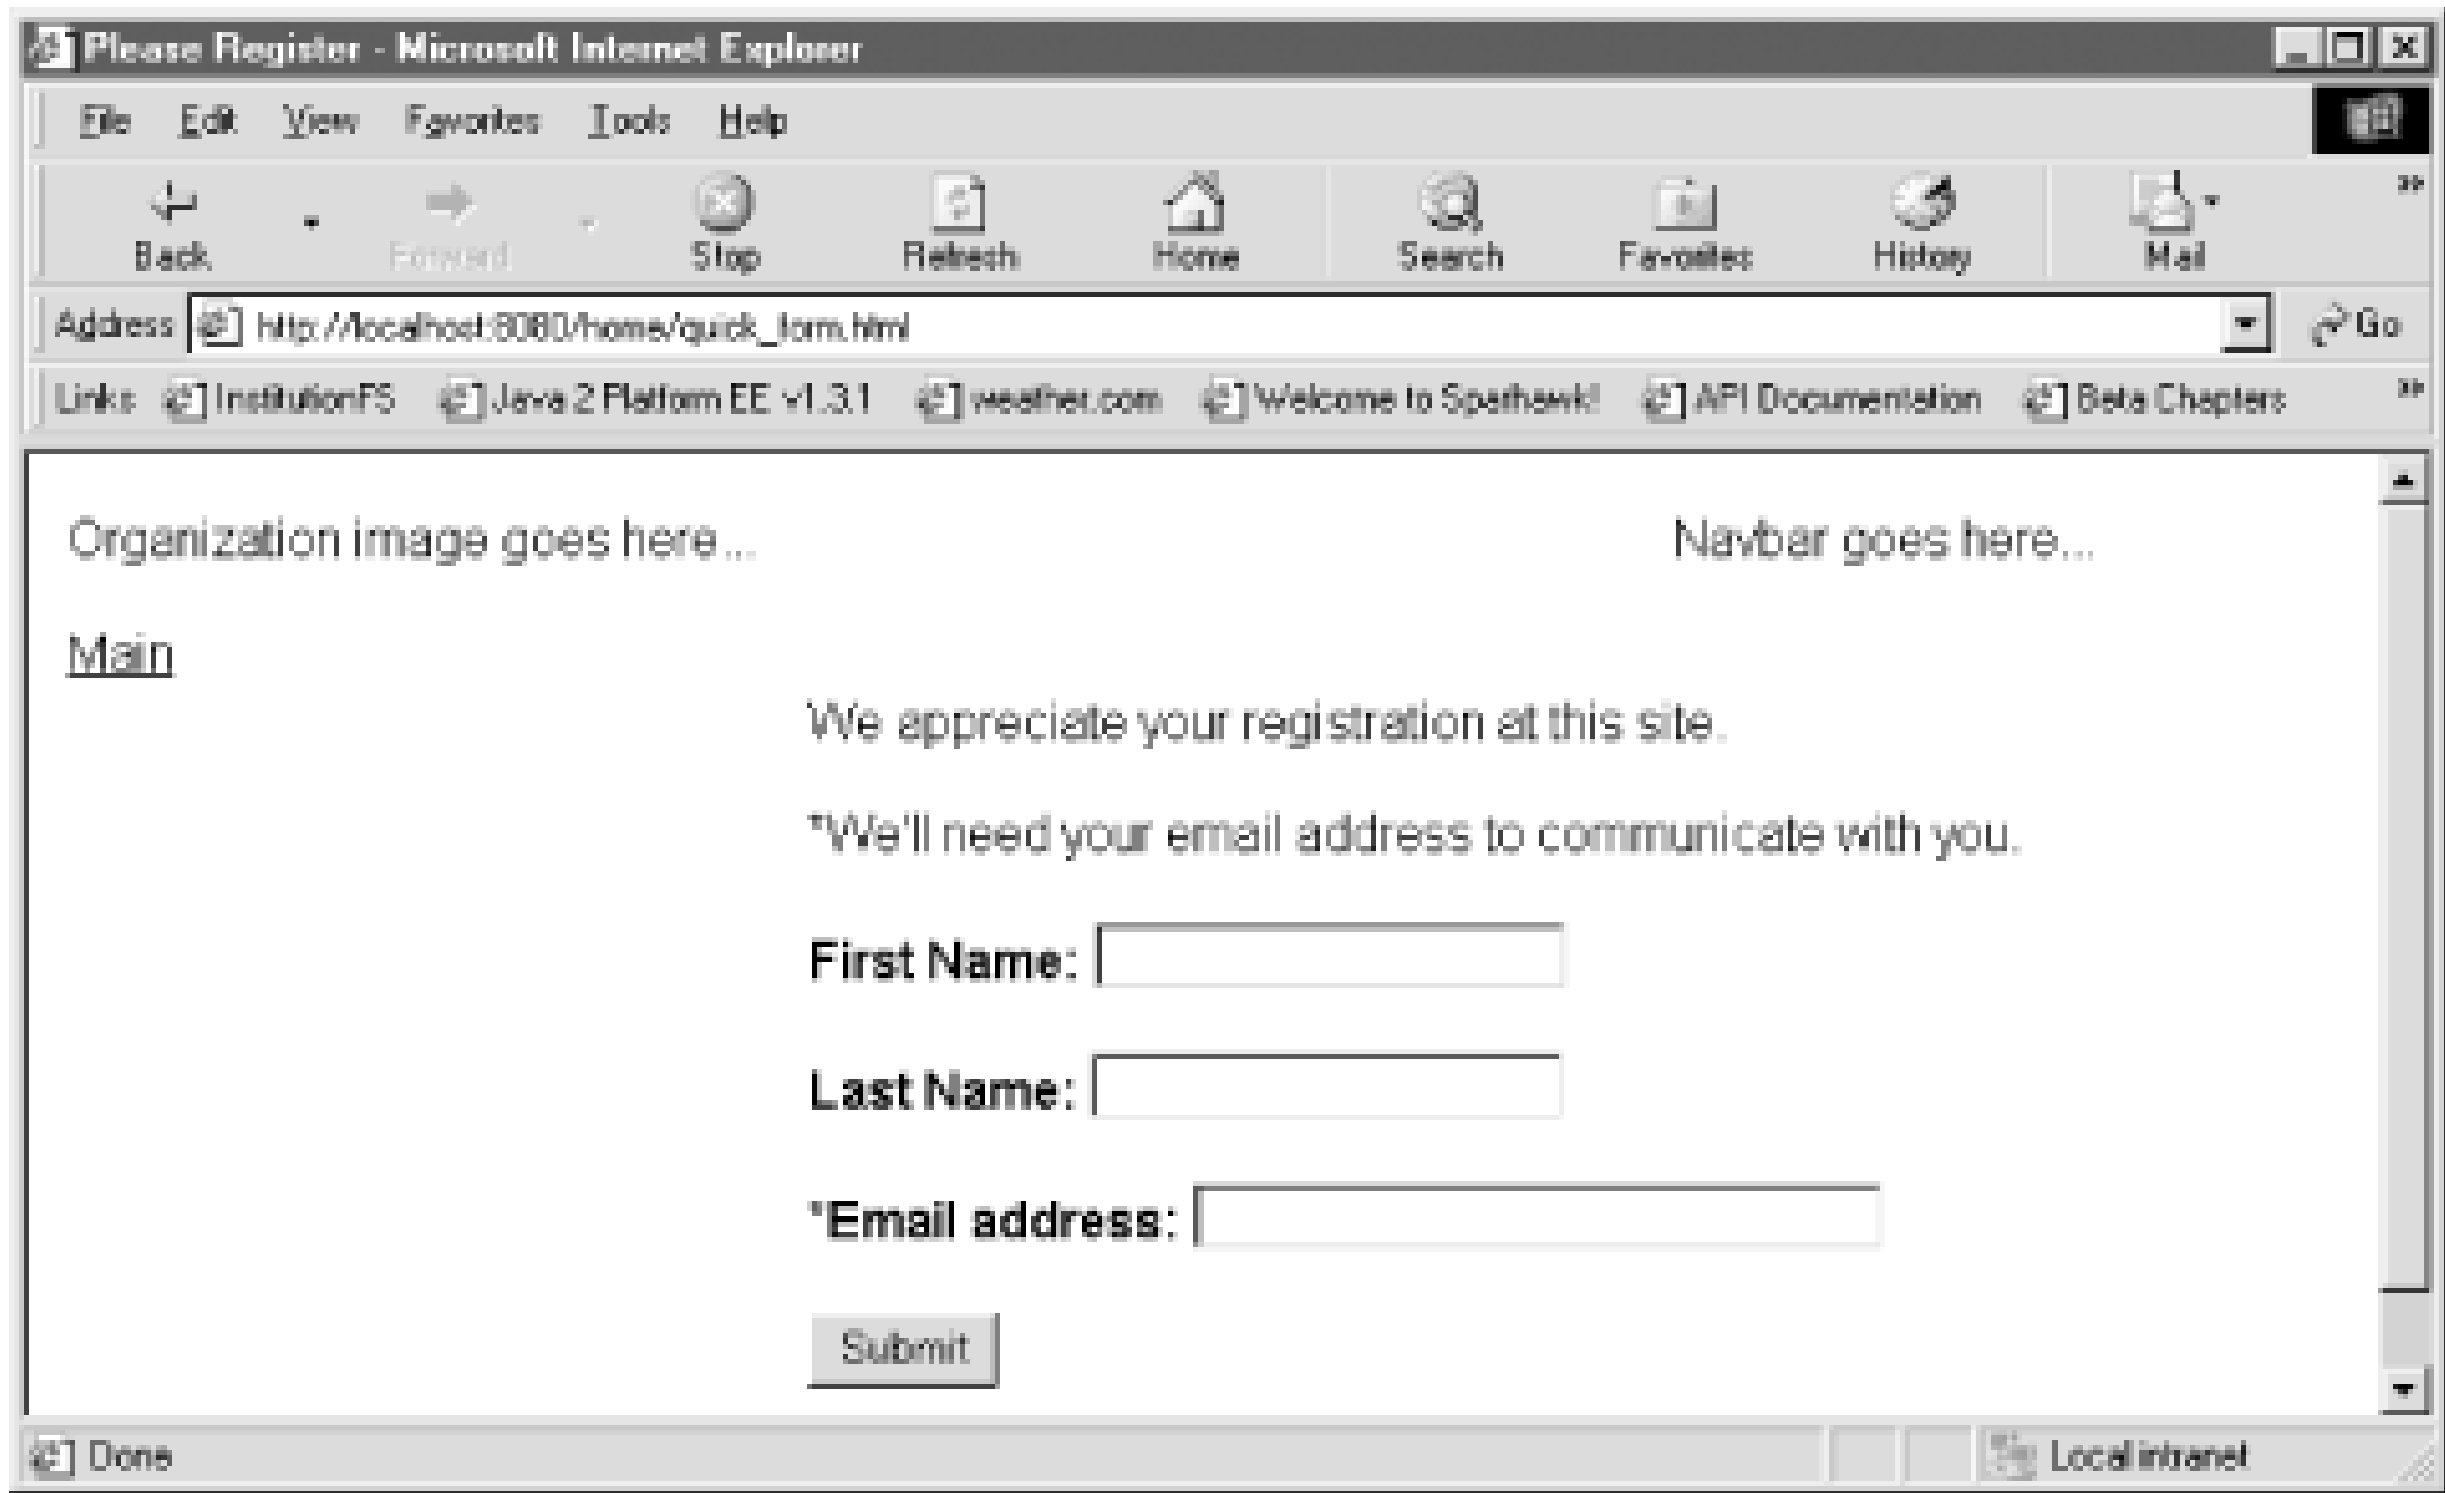 Please Register - Microsoft Internet Explorer
File Edit View Favorites Tools Help
Back Forward Stop Refresh Home Search Favorites History Mail »
Address http://localhost:8080/home/quick_form.html Go
Links InstitutionFS Java 2 Platform EE v1.3.1 weather.com Welcome to Sparhawk! API Documentation Beta Chapters »
Organization image goes here... Navbar goes here...
Main
We appreciate your registration at this site.
*We'll need your email address to communicate with you.
First Name:
Last Name:
*Email address:
Submit
Done Local intranet